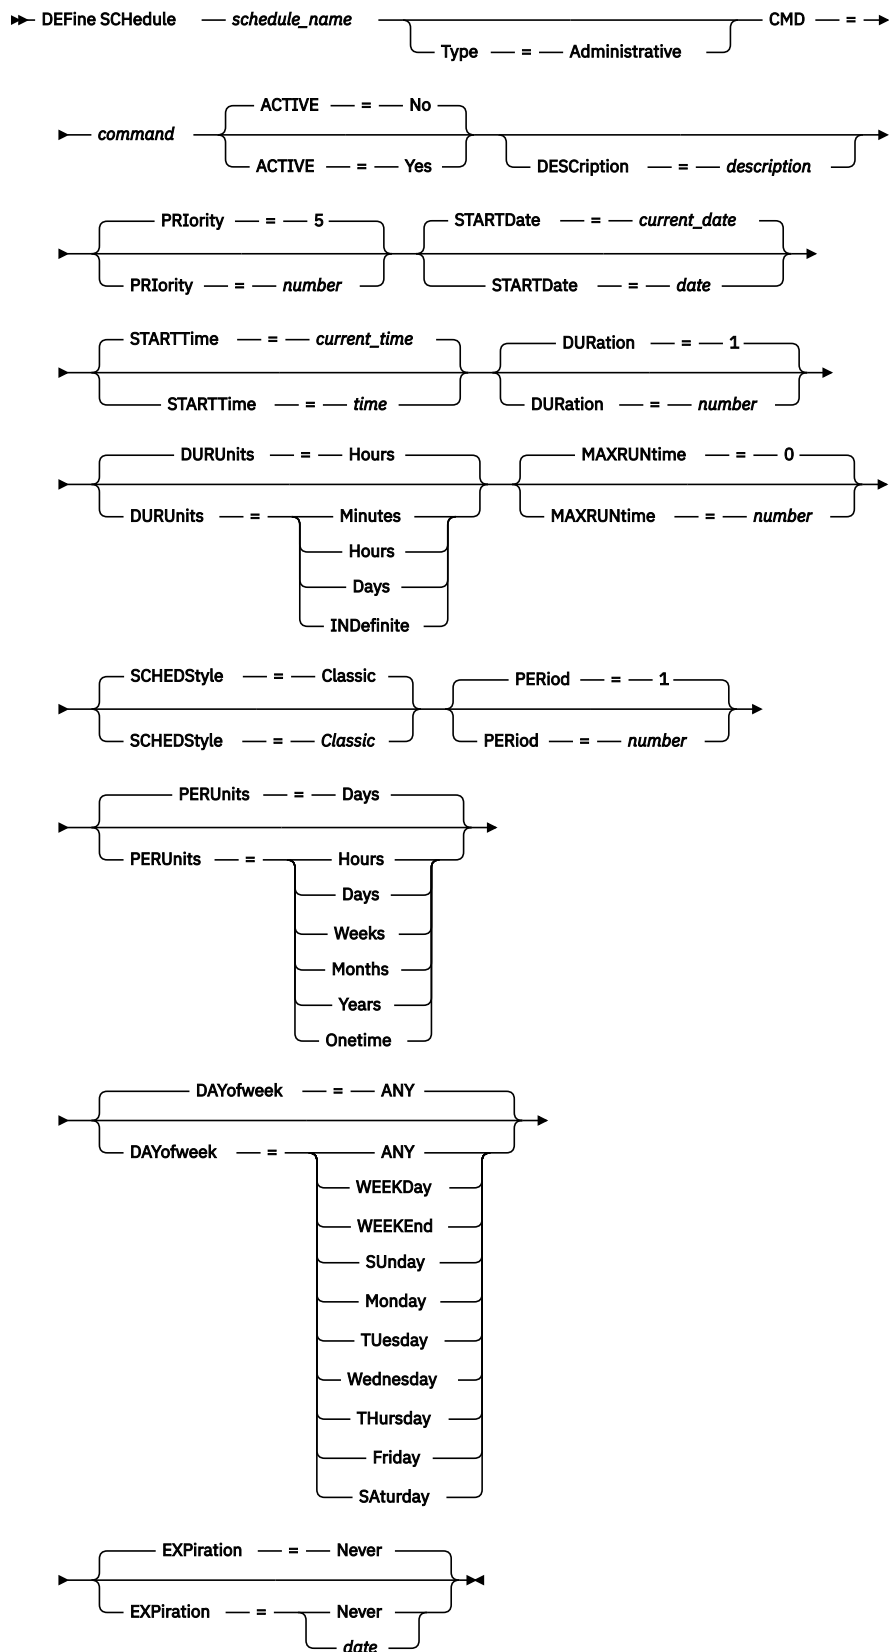 DEFine SCHedule schedule_name CMD =
Type = Administrative
ACTIVE = No
command
ACTIVE = Yes
DESCription = description
PRIority = 5
PRIority = number
STARTDate = current_date
STARTDate = date
STARTTime = current_time
STARTTime = time
DURation = 1
DURation = number
DURUnits = Hours
DURUnits = Minutes
Hours
Days
INDefinite
MAXRUNtime = 0
MAXRUNtime = number
SCHEDStyle = Classic
SCHEDStyle = Classic
PERiod = 1
PERiod = number
PERUnits = Days
PERUnits = Hours
Days
Weeks
Months
Years
Onetime
DAYofweek = ANY
DAYofweek = ANY
WEEKDay
WEEKEnd
SUnday
Monday
TUesday
Wednesday
THursday
Friday
SAturday
EXPiration = Never
EXPiration = Never
date